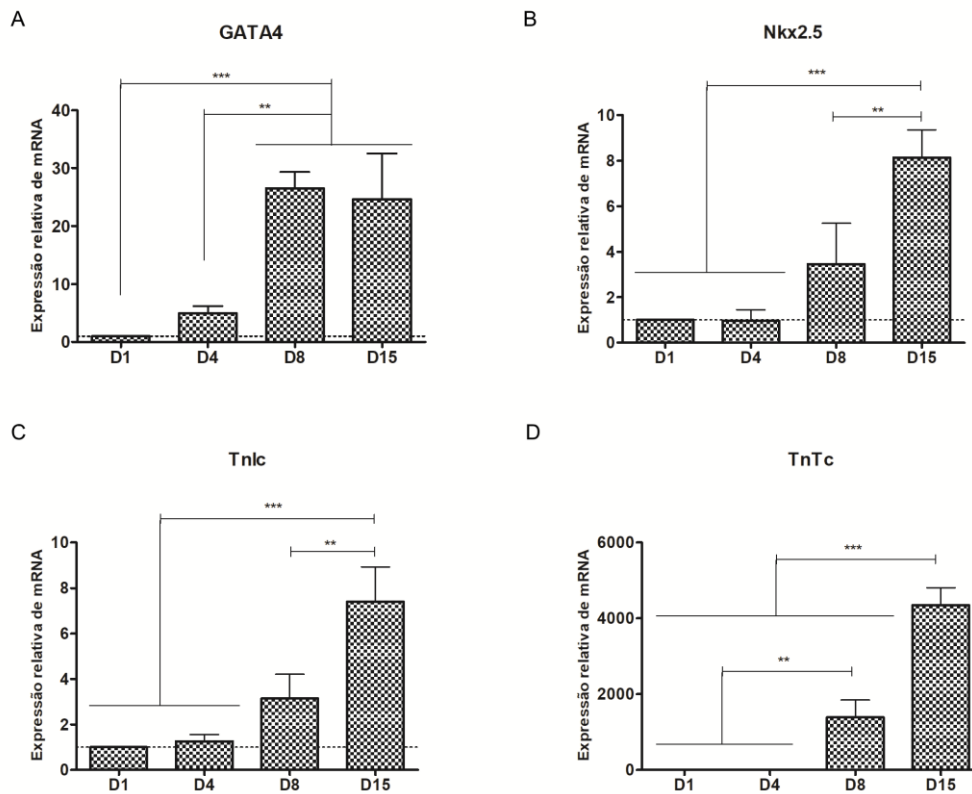 A
GATA4
Expressão relativa de mRNA
40
30
20
10
0
***
**
D1 D4 D8 D15
B
Nkx2.5
Expressão relativa de mRNA
10
8
6
4
2
0
***
**
D1 D4 D8 D15
C
TnIc
Expressão relativa de mRNA
10
8
6
4
2
0
***
**
D1 D4 D8 D15
D
TnTc
Expressão relativa de mRNA
6000
4000
2000
0
***
**
D1 D4 D8 D15